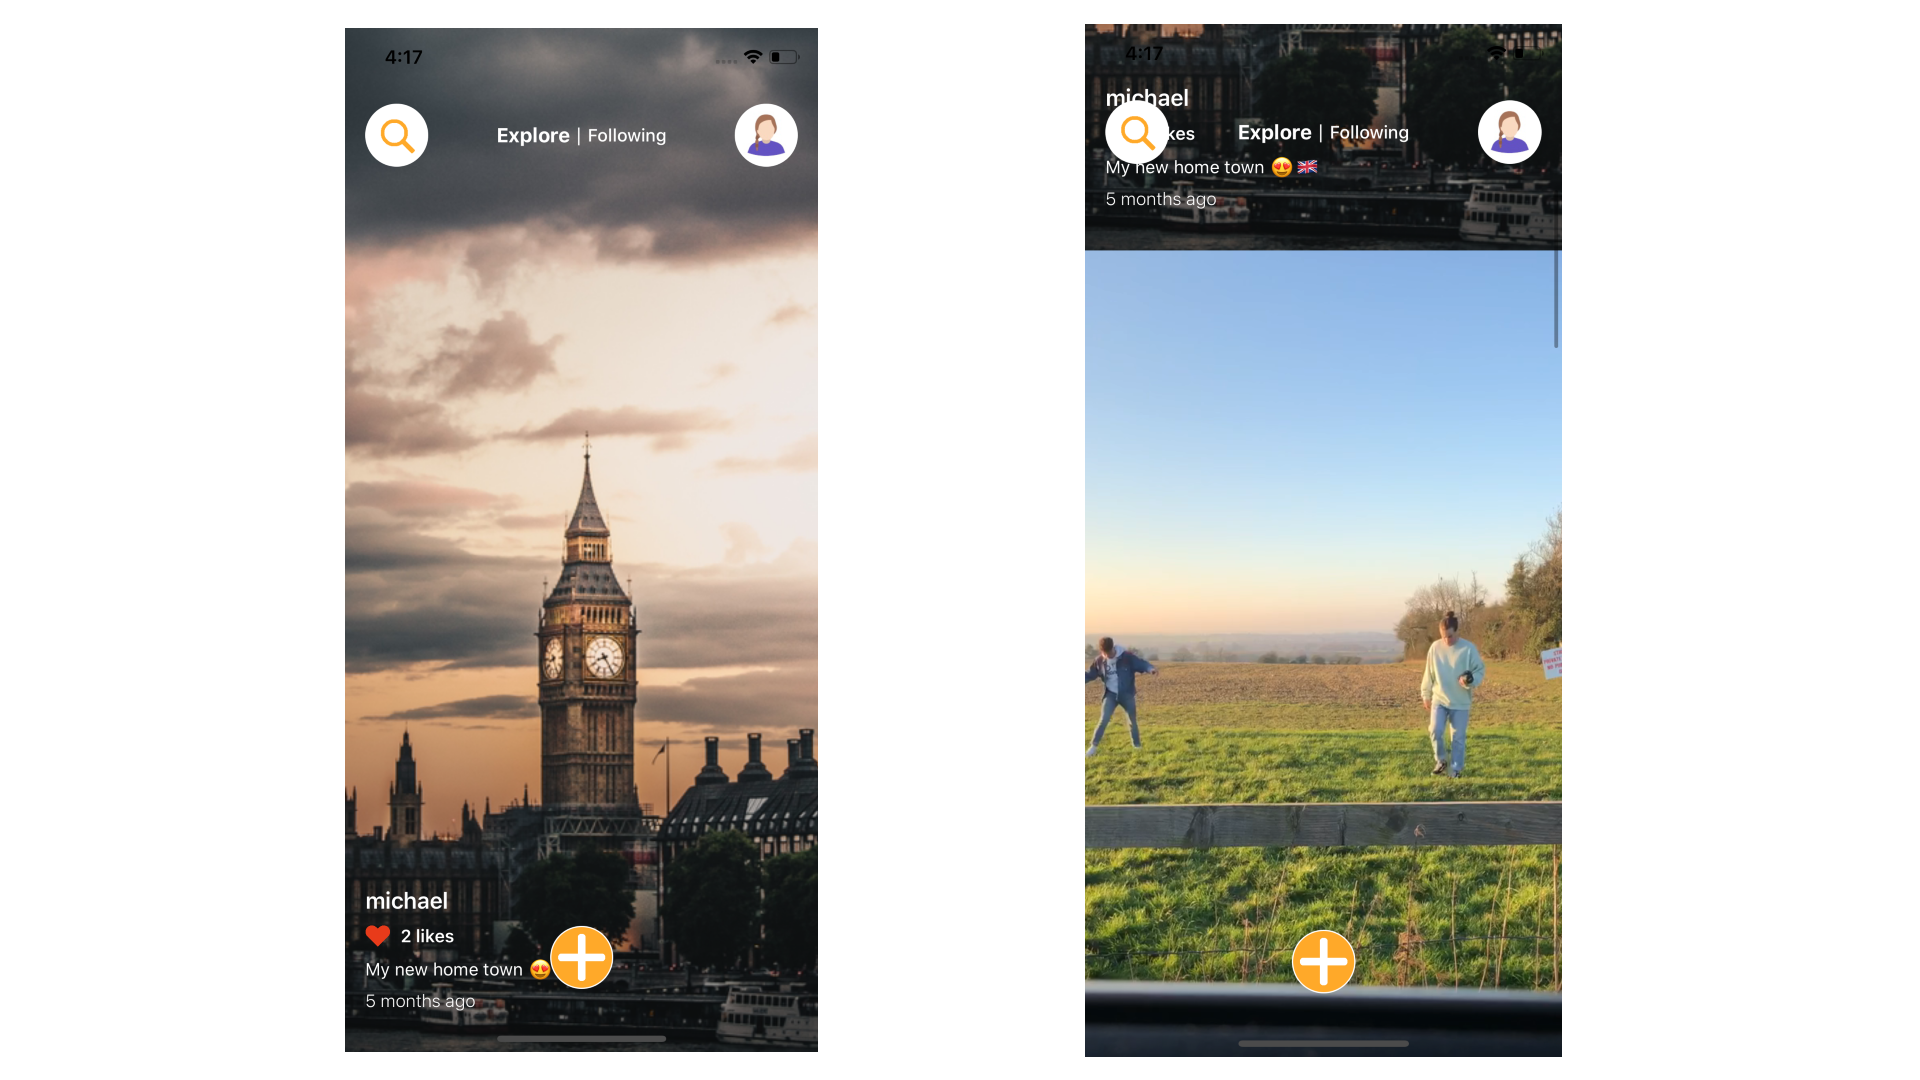 4:17
Explore | Following
michael
2 likes
My new home town 😍
5 months ago
4:17
michael
kes
Explore | Following
My new home town 😍 🇬🇧
5 months ago